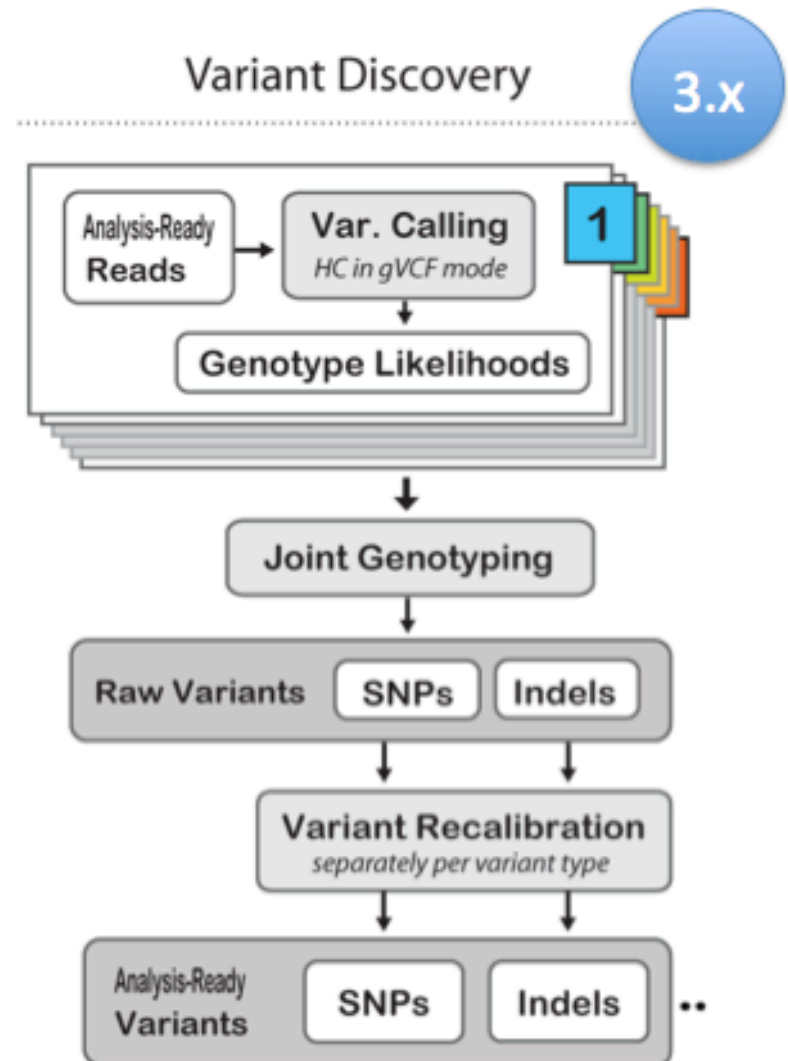 Variant Discovery
3.x
Analysis-Ready
Reads
Var. Calling
HC in gVCF mode
1
Genotype Likelihoods
Joint Genotyping
Raw Variants
SNPs
Indels
Variant Recalibration
separately per variant type
Analysis-Ready
Variants
SNPs
Indels
..